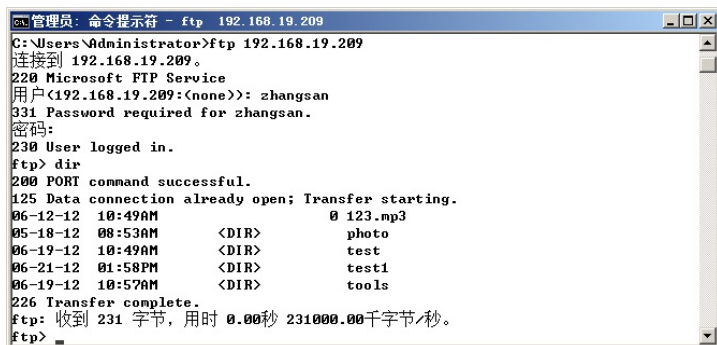 管理员: 命令提示符 - ftp 192.168.19.209
C:\Users\Administrator>ftp 192.168.19.209
连接到 192.168.19.209。
220 Microsoft FTP Service
用户(192.168.19.209:(none)): zhangsan
331 Password required for zhangsan.
密码:
230 User logged in.
ftp> dir
200 PORT command successful.
125 Data connection already open; Transfer starting.
06-12-12  10:49AM                    0 123.mp3
05-18-12  08:53AM       <DIR>          photo
06-19-12  10:49AM       <DIR>          test
06-21-12  01:58PM       <DIR>          test1
06-19-12  10:57AM       <DIR>          tools
226 Transfer complete.
ftp: 收到 231 字节，用时 0.00秒 231000.00千字节/秒。
ftp>